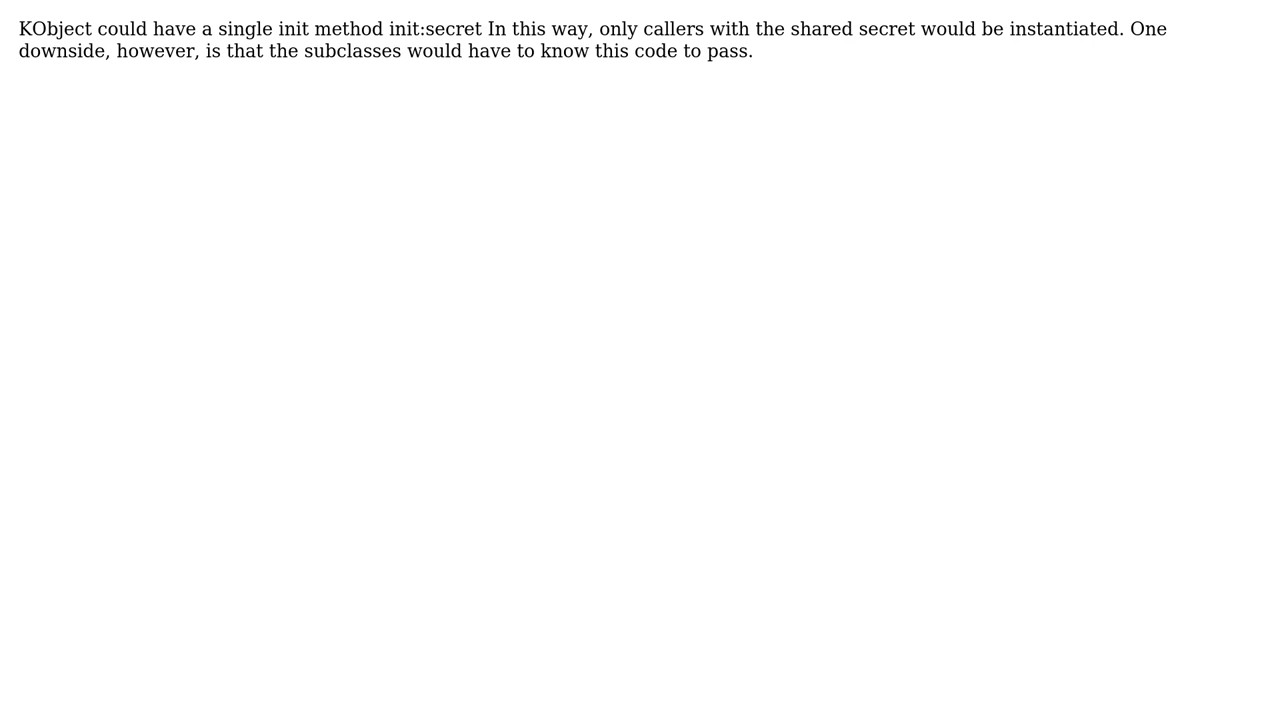 KObject could have a single init method init:secret In this way, only callers with the shared secret would be instantiated. One
downside, however, is that the subclasses would have to know this code to pass.